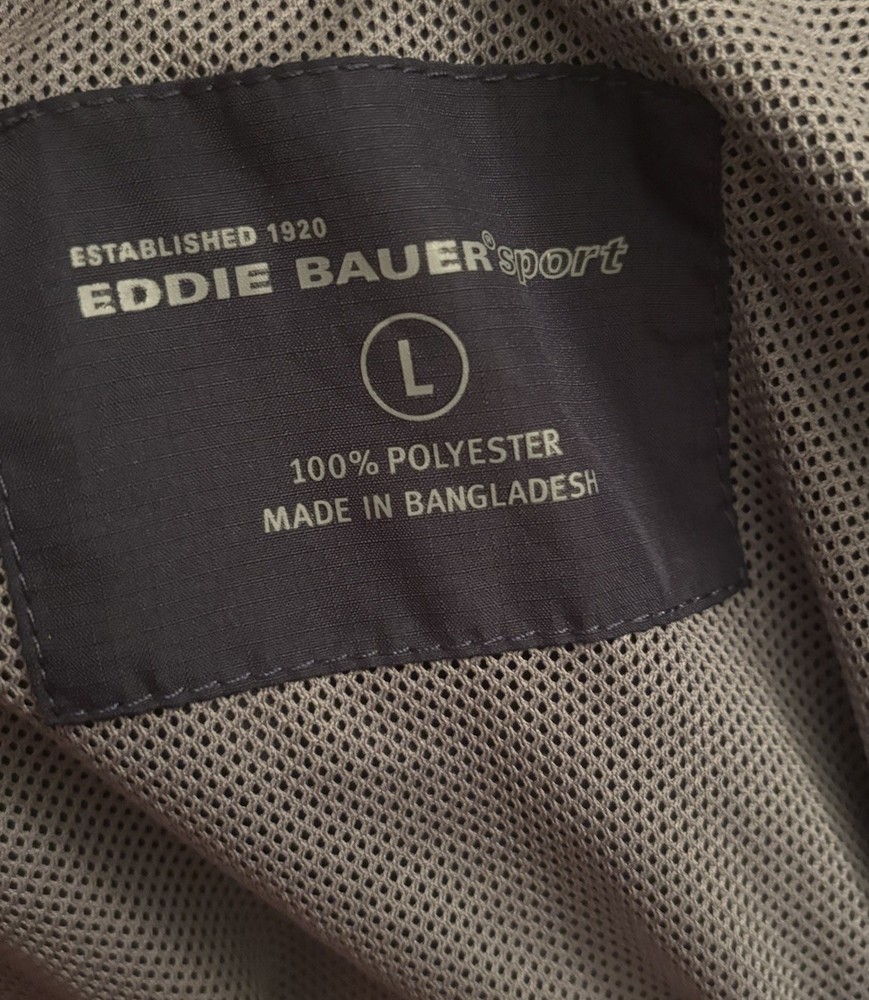 ESTABLISHED 1920
EDDIE BAUER® sport
L
100% POLYESTER
MADE IN BANGLADESH